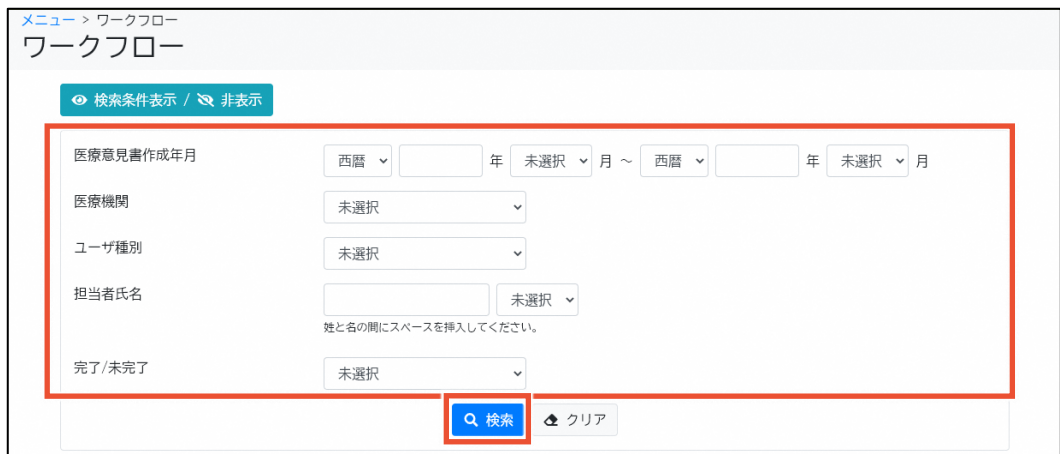 メニュー > ワークフロー
ワークフロー
検索条件表示 / 非表示
医療意見書作成年月 西暦 年 未選択 月 ～ 西暦 年 未選択 月
医療機関 未選択
ユーザ種別 未選択
担当者氏名 未選択
姓と名の間にスペースを挿入してください。
完了/未完了 未選択
検索 クリア